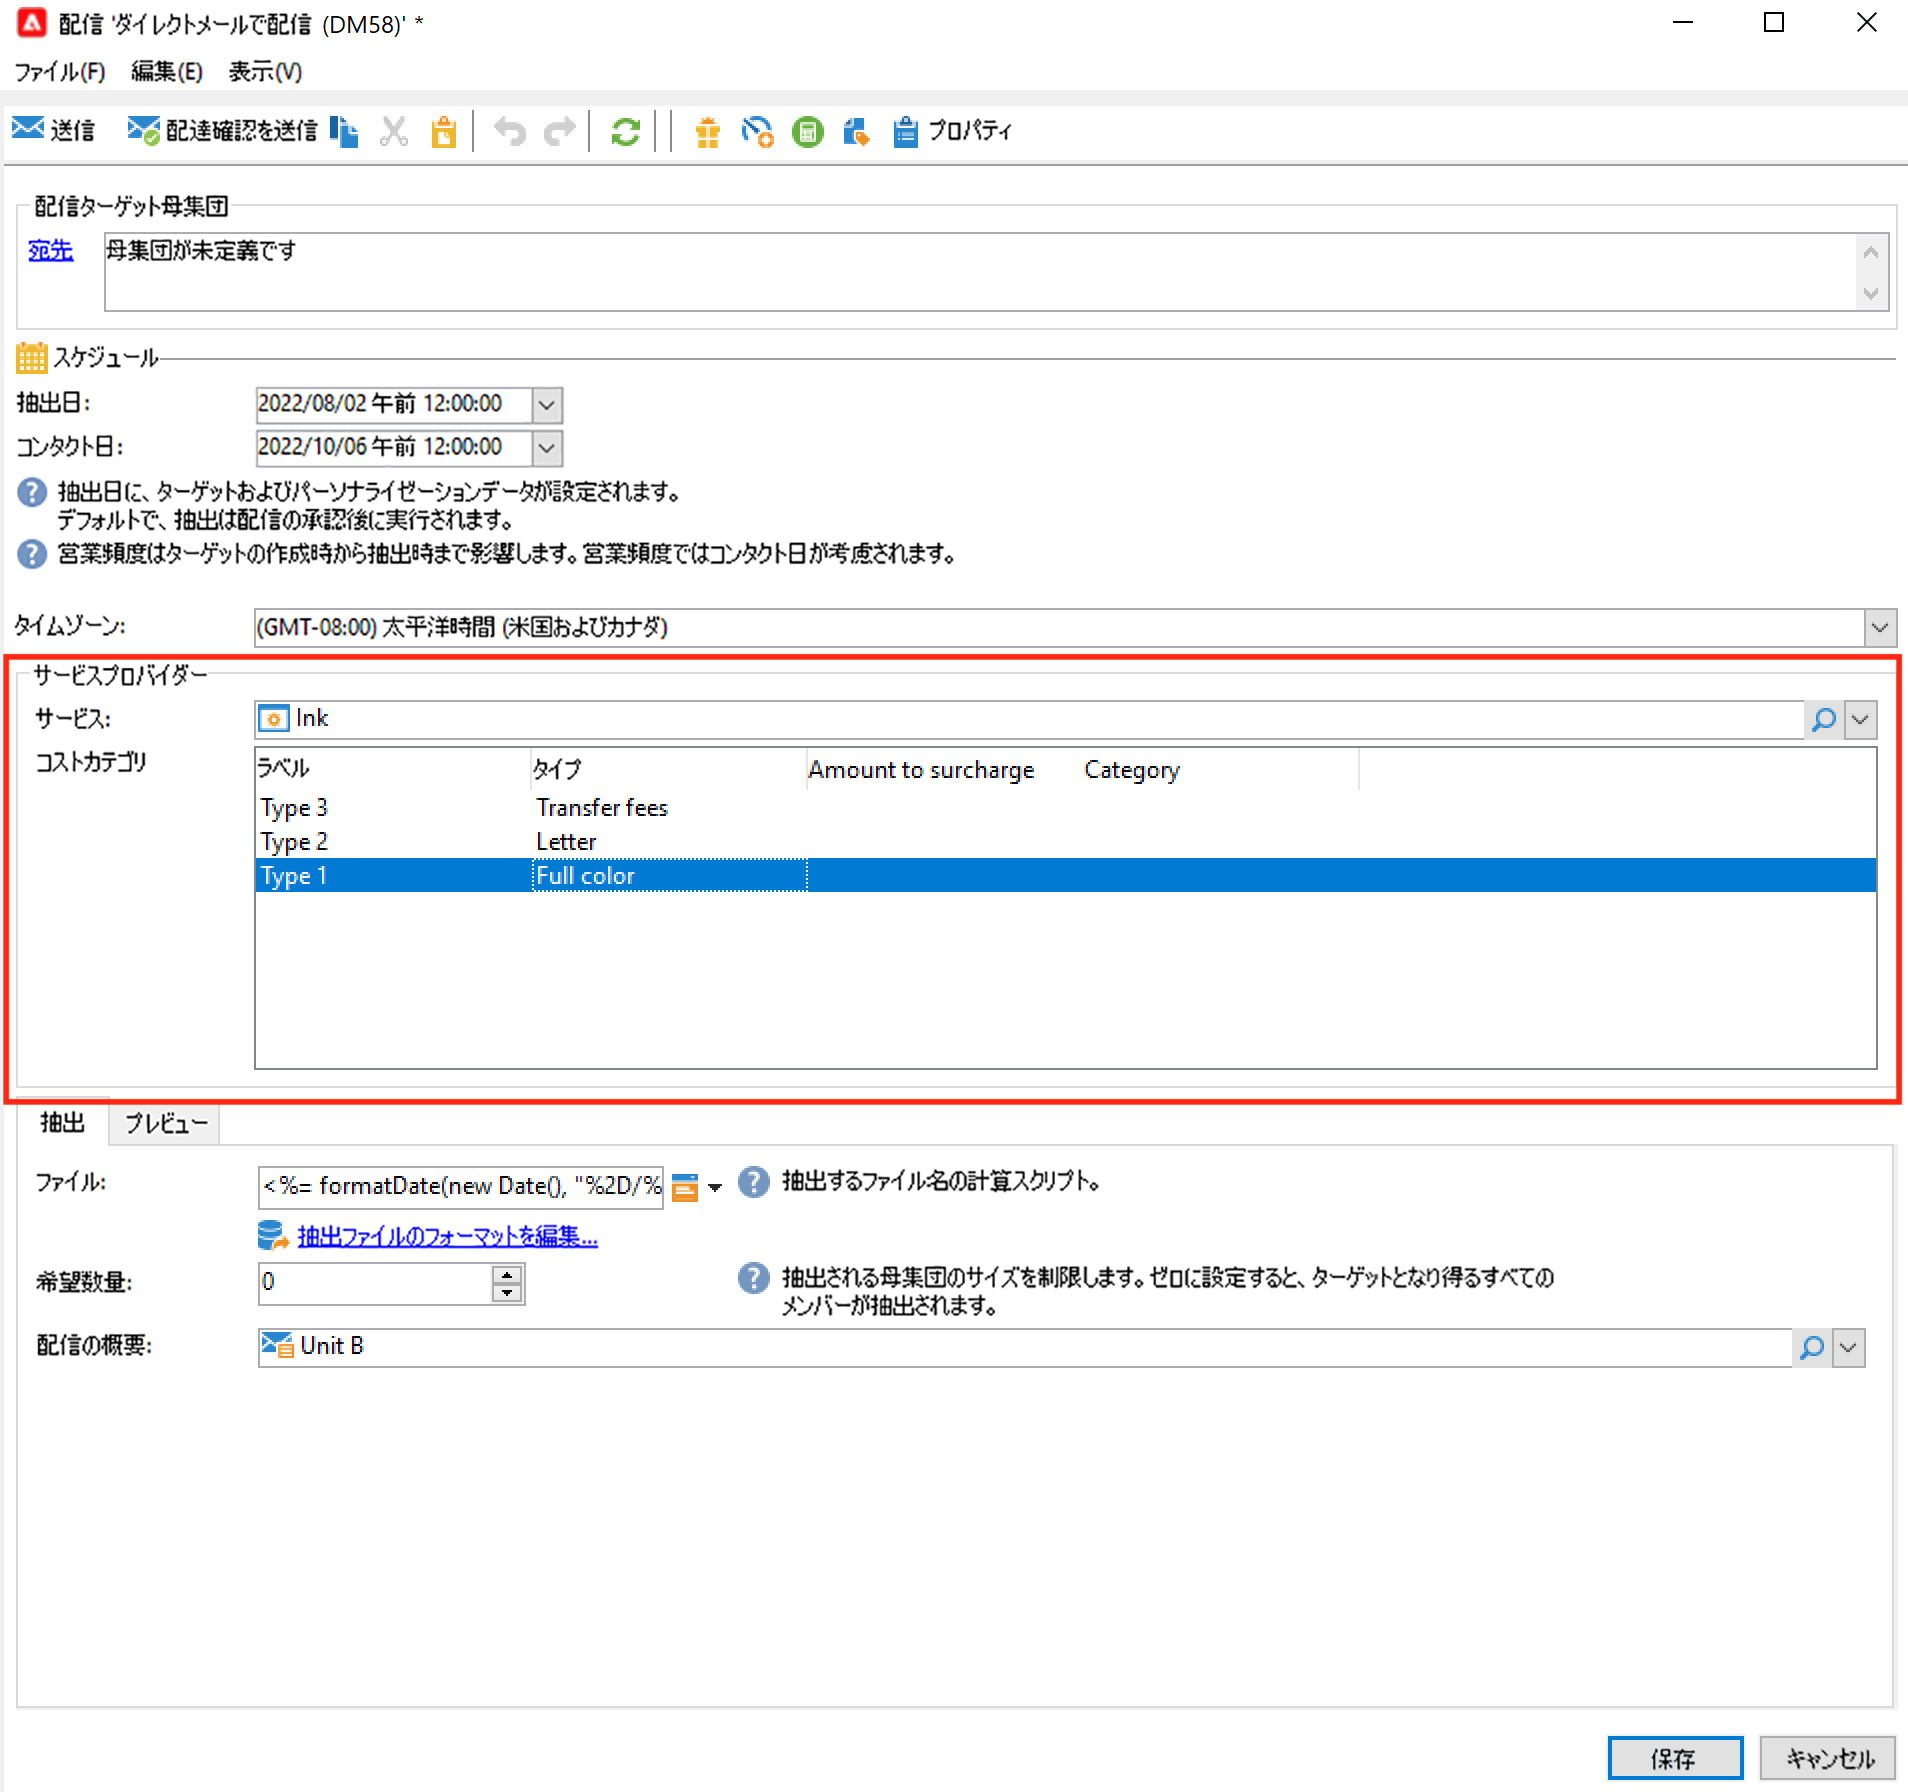 配信 'ダイレクトメールで配信 (DM58)' *
ファイル(F) 編集(E) 表示(V)
送信 配達確認を送信 プロパティ
配信ターゲット母集団
宛先 母集団が未定義です
スケジュール
抽出日: 2022/08/02 午前 12:00:00
コンタクト日: 2022/10/06 午前 12:00:00
抽出日に、ターゲットおよびパーソナライゼーションデータが設定されます。
デフォルトで、抽出は配信の承認後に実行されます。
営業頻度はターゲットの作成時から抽出時まで影響します。営業頻度ではコンタクト日が考慮されます。
タイムゾーン: (GMT-08:00) 太平洋時間 (米国およびカナダ)
サービスプロバイダー
サービス: Ink
コストカテゴリ
ラベル タイプ Amount to surcharge Category
Type 3 Transfer fees
Type 2 Letter
Type 1 Full color
抽出 プレビュー
ファイル: <%= formatDate(new Date(), "%2D/% 抽出するファイル名の計算スクリプト。
抽出ファイルのフォーマットを編集...
希望数量: 0 抽出される母集団のサイズを制限します。ゼロに設定すると、ターゲットとなり得るすべての
メンバーが抽出されます。
配信の概要: Unit B
保存 キャンセル